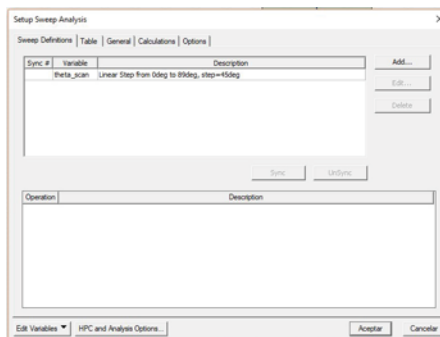 Setup Sweep Analysis
Sweep Definitions Table General Calculations Options
Sync # Variable Description
theta_scan Linear Step from 0deg to 89deg, step=45deg
Add...
Edit...
Delete
Sync UnSync
Operation Description
Edit Variables HPC and Analysis Options...
Aceptar Cancelar